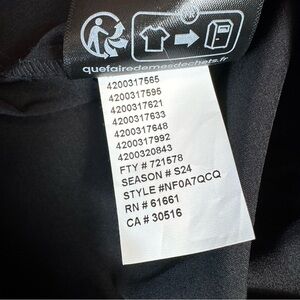 quefairedemesdechets.fr
4200317565
4200317595
4200317621
4200317633
4200317648
4200317992
4200320843
FTY # 721578
SEASON # S24
STYLE #NF0A7QCQ
RN # 61661
CA # 30516